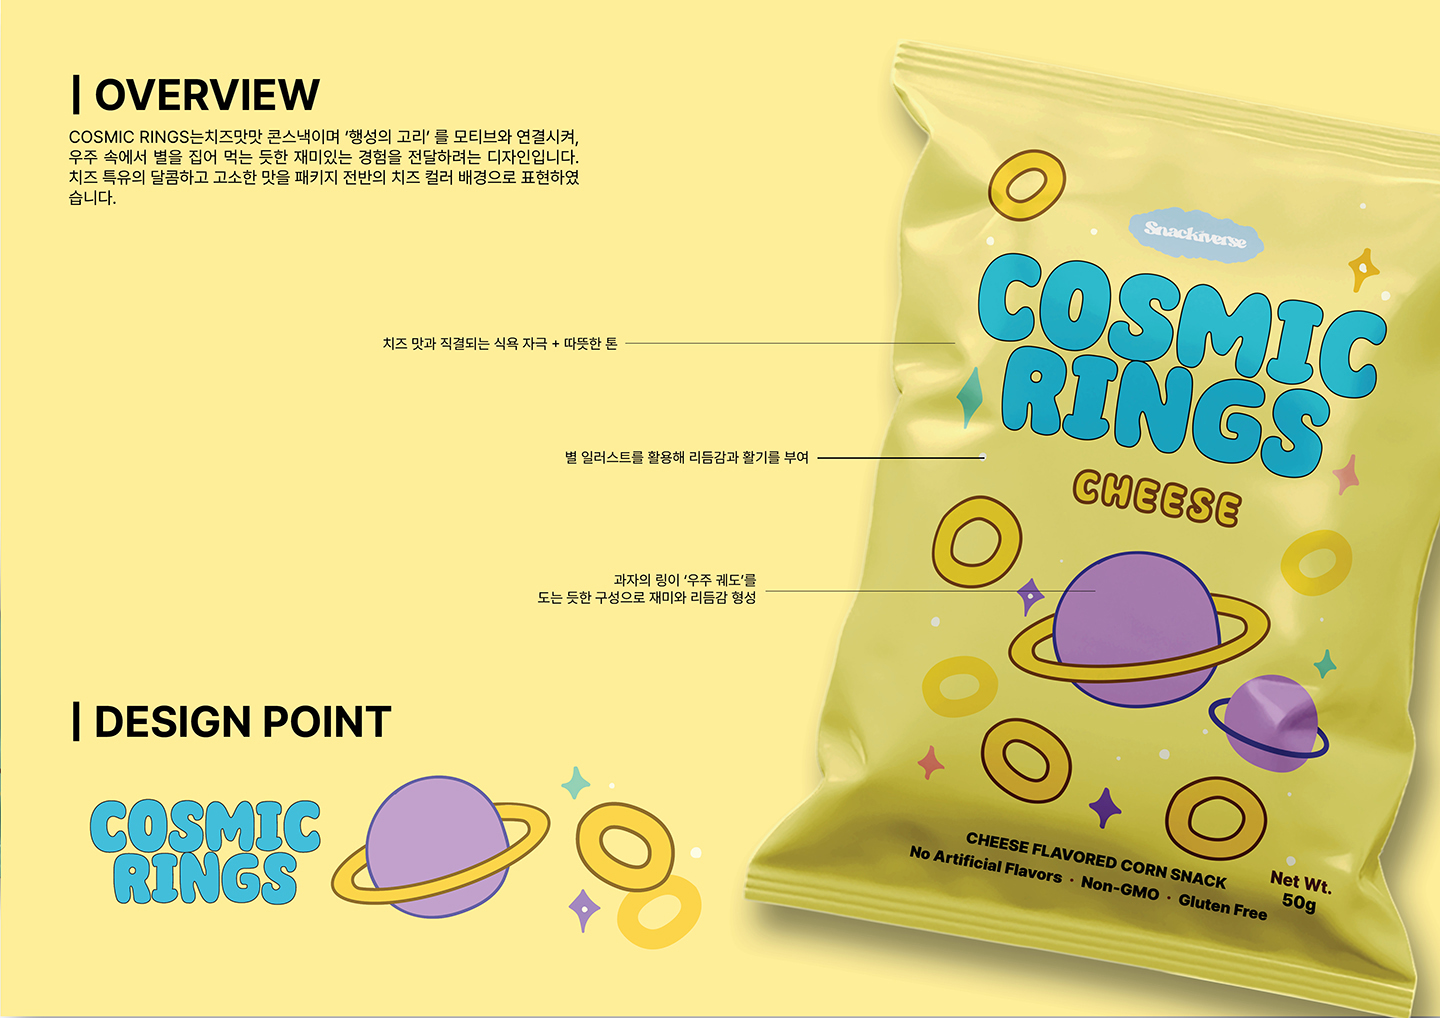 | OVERVIEW
COSMIC RINGS는치즈맛맛 콘스낵이며 ‘행성의 고리’ 를 모티브와 연결시켜,
우주 속에서 별을 집어 먹는 듯한 재미있는 경험을 전달하려는 디자인입니다.
치즈 특유의 달콤하고 고소한 맛을 패키지 전반의 치즈 컬러 배경으로 표현하였
습니다.
치즈 맛과 직결되는 식욕 자극 + 따뜻한 톤
별 일러스트를 활용해 리듬감과 활기를 부여
과자의 링이 ‘우주 궤도‘를
도는 듯한 구성으로 재미와 리듬감 형성
Snackiverse
COSMIC
RINGS
CHEESE
CHEESE FLAVORED CORN SNACK
No Artificial Flavors · Non-GMO · Gluten Free
Net Wt.
50g
| DESIGN POINT
COSMIC
RINGS